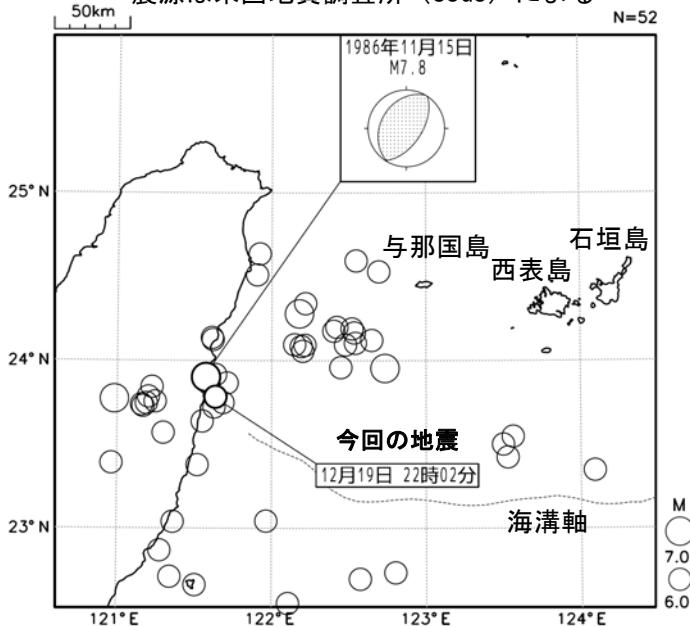 震源は米国地質調査所（USGS）による
50km
N=52
1986年11月15日
M7.8
25°N
与那国島
石垣島
西表島
24°N
今回の地震
12月19日 22時02分
海溝軸
23°N
M
7.0
6.0
121°E
122°E
123°E
124°E